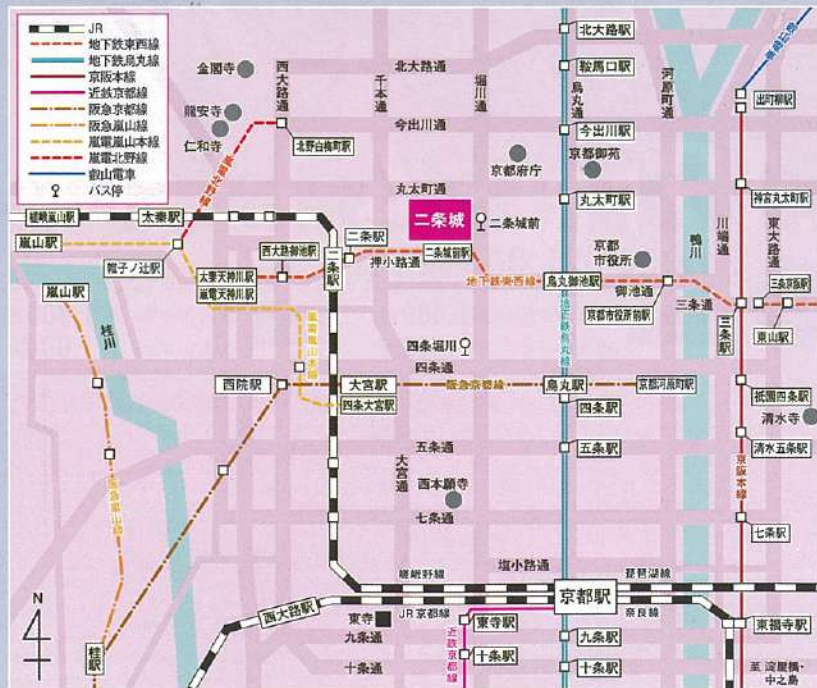 JR
地下鉄東西線
地下鉄烏丸線
京阪本線
近鉄京都線
阪急京都線
阪急嵐山線
嵐電嵐山本線
嵐電北野線
叡山電車
バス停
金閣寺
龍安寺
仁和寺
西大路通
北大路通
千本通
堀川通
烏丸通
河原町通
北大路駅
鞍馬口駅
叡山電車
出町柳駅
今出川通
今出川駅
北野白梅町駅
嵐電北野線
京都府庁
京都御苑
丸太町通
丸太町駅
神宮丸太町駅
嵯峨嵐山駅
太秦駅
嵐山駅
帷子ノ辻駅
二条城
二条城前
二条駅
二条駅
西大路御池駅
押小路通
二条城前駅
京都
市役所
鴨川
川端通
東大路通
太秦天神川駅
嵐電天神川駅
地下鉄東西線
烏丸御池駅
御池通
京都市役所前駅
三条通
三条駅
三条京阪駅
東山駅
嵐山駅
桂川
嵐電嵐山本線
地下鉄烏丸線
四条堀川
四条通
西院駅
大宮駅
四条大宮駅
阪急京都線
烏丸駅
四条駅
京都河原町駅
祇園四条駅
清水寺
五条通
五条駅
清水五条駅
大宮通
西本願寺
京阪本線
阪急嵐山線
七条通
七条駅
塩小路通
嵯峨野線
琵琶湖線
京都駅
N
西大路駅
JR京都線
奈良線
東寺
九条通
東寺駅
九条駅
東福寺駅
桂駅
近鉄京都線
十条通
十条駅
十条駅
至 淀屋橋・
中之島